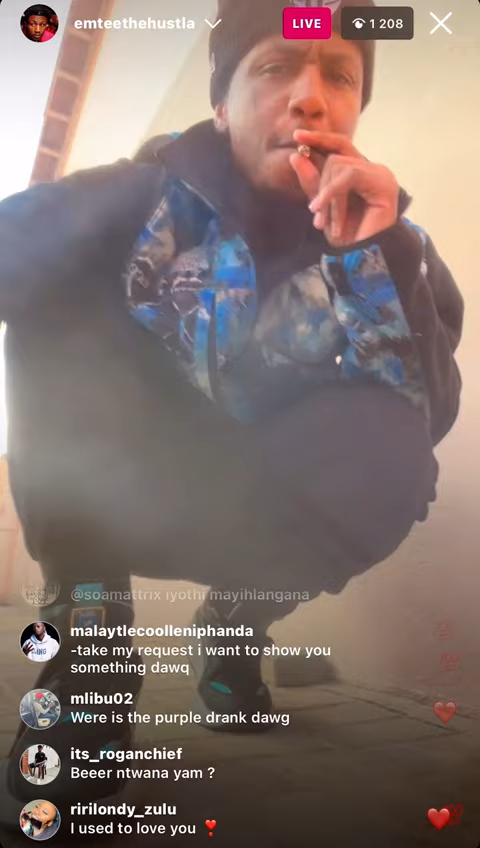 emteethehustla
LIVE
1 208
@soamattrix iyothi mayihlangana
malaytlecoolleniphanda
-take my request i want to show you
something dawq
mlibu02
Were is the purple drank dawg
its_roganchief
Beeer ntwana yam ?
ririlondy_zulu
I used to love you ❣️